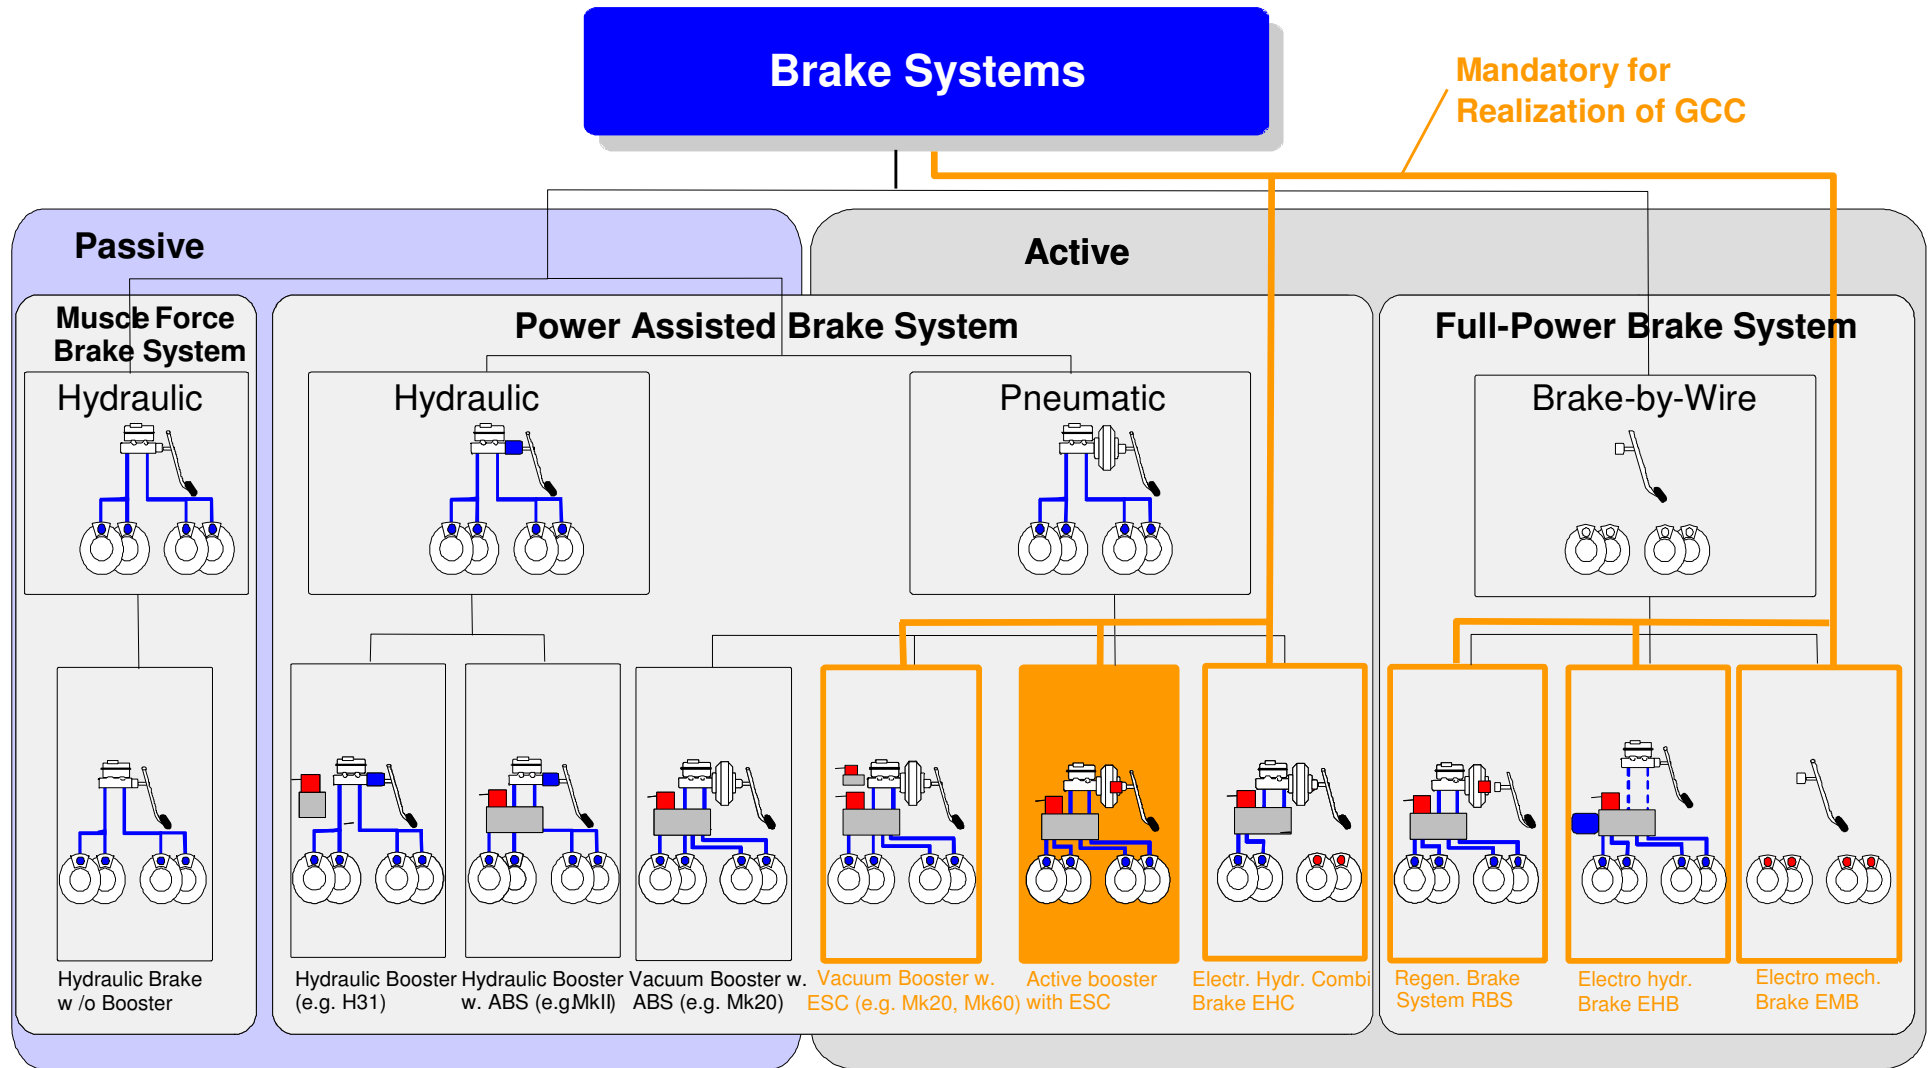 Brake Systems
Mandatory for
Realization of GCC
Passive
Active
Muscle Force
Brake System
Power Assisted Brake System
Full-Power Brake System
Hydraulic
Hydraulic
Pneumatic
Brake-by-Wire
Hydraulic Brake
w /o Booster
Hydraulic Booster
(e.g. H31)
Hydraulic Booster
w. ABS (e.g.MkII)
Vacuum Booster w.
ABS (e.g. Mk20)
Vacuum Booster w.
ESC (e.g. Mk20, Mk60)
Active booster
with ESC
Electr. Hydr. Combi
Brake EHC
Regen. Brake
System RBS
Electro hydr.
Brake EHB
Electro mech.
Brake EMB